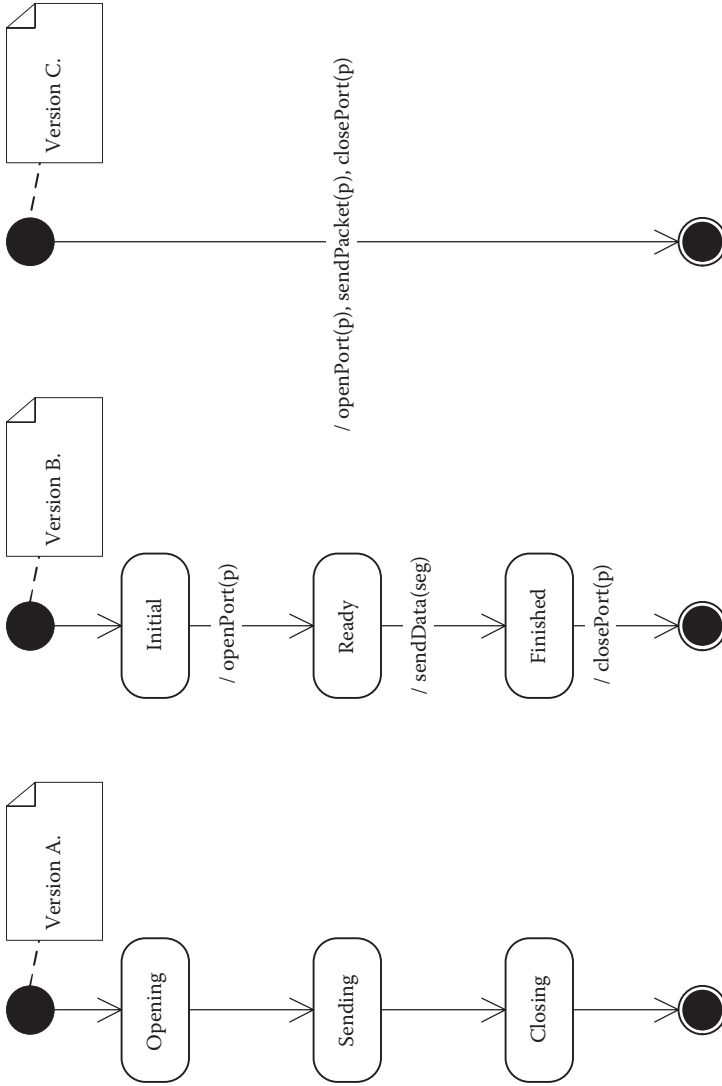 Version A.
Opening
Sending
Closing
Version B.
Initial
/ openPort(p)
Ready
/ sendData(seg)
Finished
/ closePort(p)
Version C.
/ openPort(p), sendPacket(p), closePort(p)